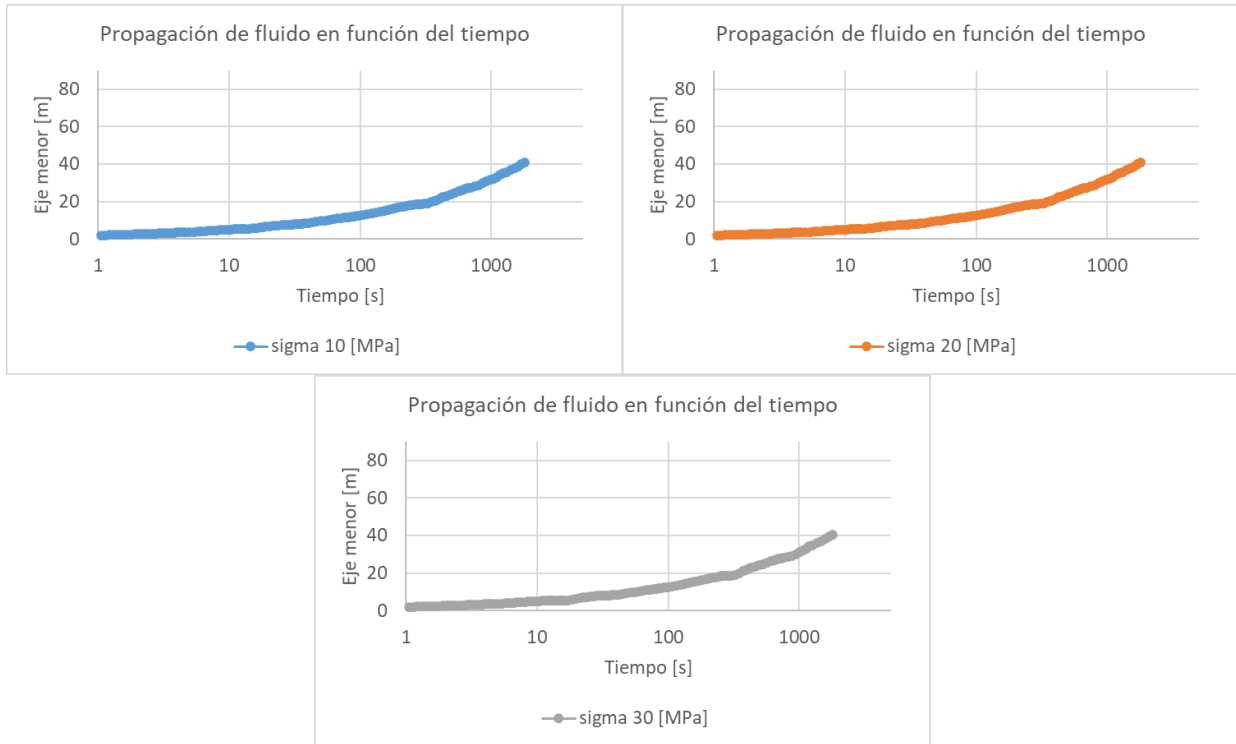 Propagación de fluido en función del tiempo
80
60
40
20
0
Eje menor [m]
1 10 100 1000
Tiempo [s]
sigma 10 [MPa]
Propagación de fluido en función del tiempo
80
60
40
20
0
Eje menor [m]
1 10 100 1000
Tiempo [s]
sigma 20 [MPa]
Propagación de fluido en función del tiempo
80
60
40
20
0
Eje menor [m]
1 10 100 1000
Tiempo [s]
sigma 30 [MPa]